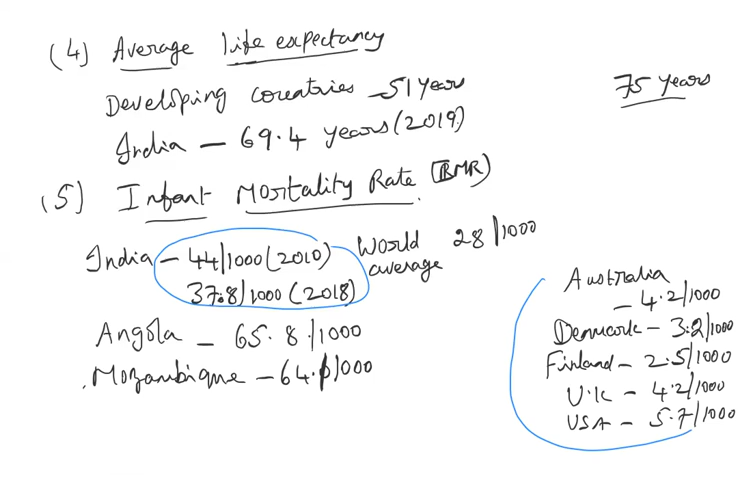 (4) Average life expectancy
Developing countries – 51 years
75 years
India – 69.4 years (2019)
(5) Infant Mortality Rate (IMR)
India – 44/1000 (2010)
37.8/1000 (2018)
World average 28/1000
Angola – 65.8/1000
Mozambique – 64./1000
Australia
– 4.2/1000
Denmark – 3.2/1000
Finland – 2.5/1000
U.K – 4.2/1000
USA – 5.7/1000